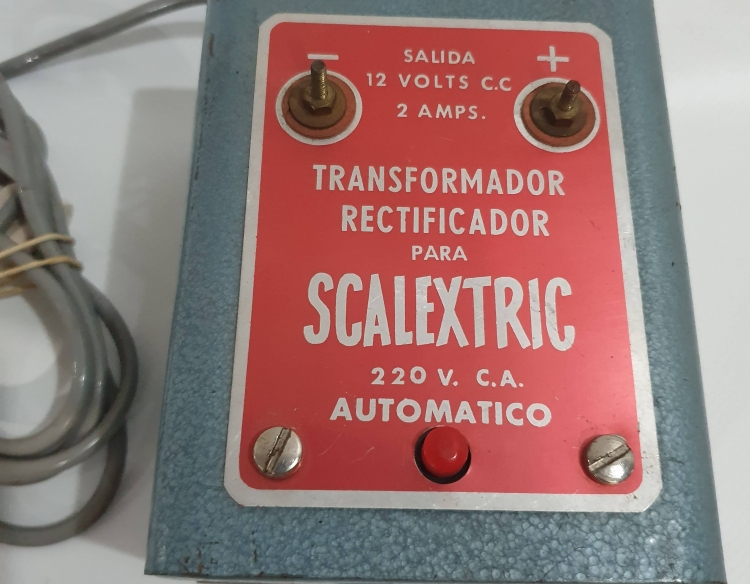 − SALIDA +
12 VOLTS C.C
2 AMPS.
TRANSFORMADOR
RECTIFICADOR
PARA
SCALEXTRIC
220 V. C.A.
AUTOMATICO